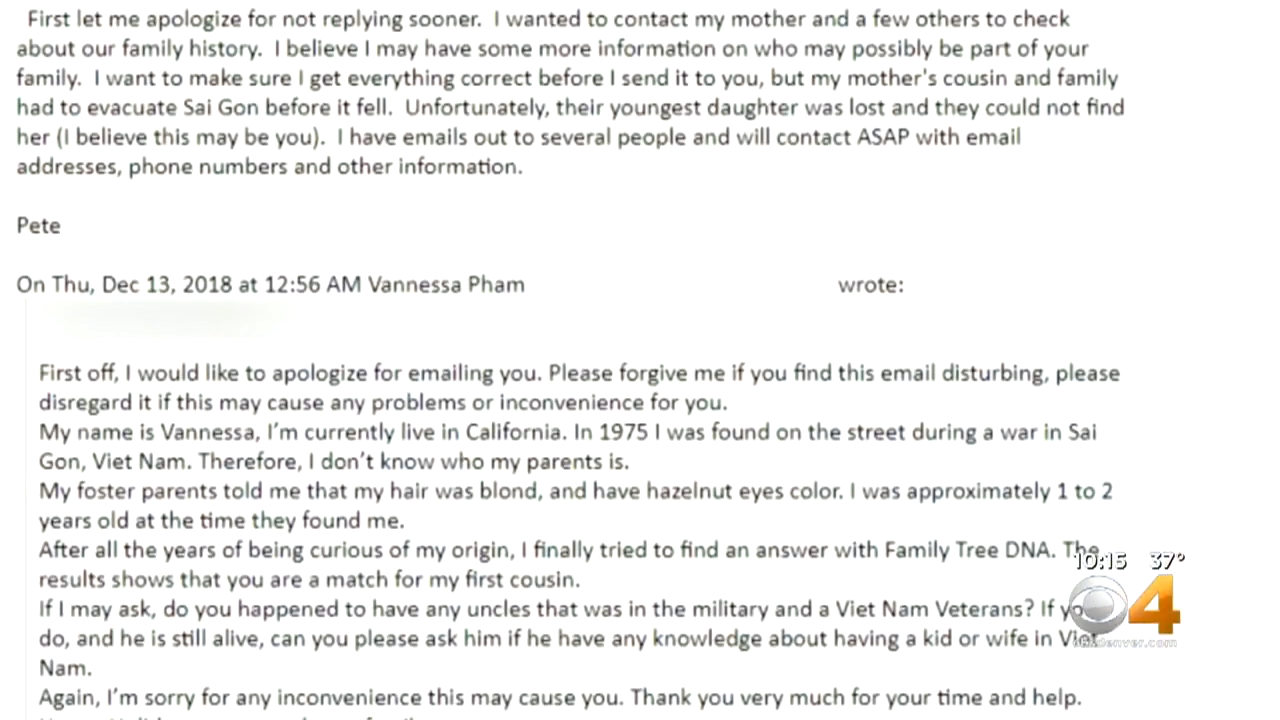 First let me apologize for not replying sooner.  I wanted to contact my mother and a few others to check
about our family history.  I believe I may have some more information on who may possibly be part of your
family.  I want to make sure I get everything correct before I send it to you, but my mother's cousin and family
had to evacuate Sai Gon before it fell.  Unfortunately, their youngest daughter was lost and they could not find
her (I believe this may be you).  I have emails out to several people and will contact ASAP with email
addresses, phone numbers and other information.
Pete
On Thu, Dec 13, 2018 at 12:56 AM Vannessa Pham wrote:
First off, I would like to apologize for emailing you. Please forgive me if you find this email disturbing, please
disregard it if this may cause any problems or inconvenience for you.
My name is Vannessa, I'm currently live in California. In 1975 I was found on the street during a war in Sai
Gon, Viet Nam. Therefore, I don't know who my parents is.
My foster parents told me that my hair was blond, and have hazelnut eyes color. I was approximately 1 to 2
years old at the time they found me.
After all the years of being curious of my origin, I finally tried to find an answer with Family Tree DNA. The
results shows that you are a match for my first cousin.
If I may ask, do you happened to have any uncles that was in the military and a Viet Nam Veterans? If you
do, and he is still alive, can you please ask him if he have any knowledge about having a kid or wife in Viet
Nam.
Again, I'm sorry for any inconvenience this may cause you. Thank you very much for your time and help.
10:15 37°
4